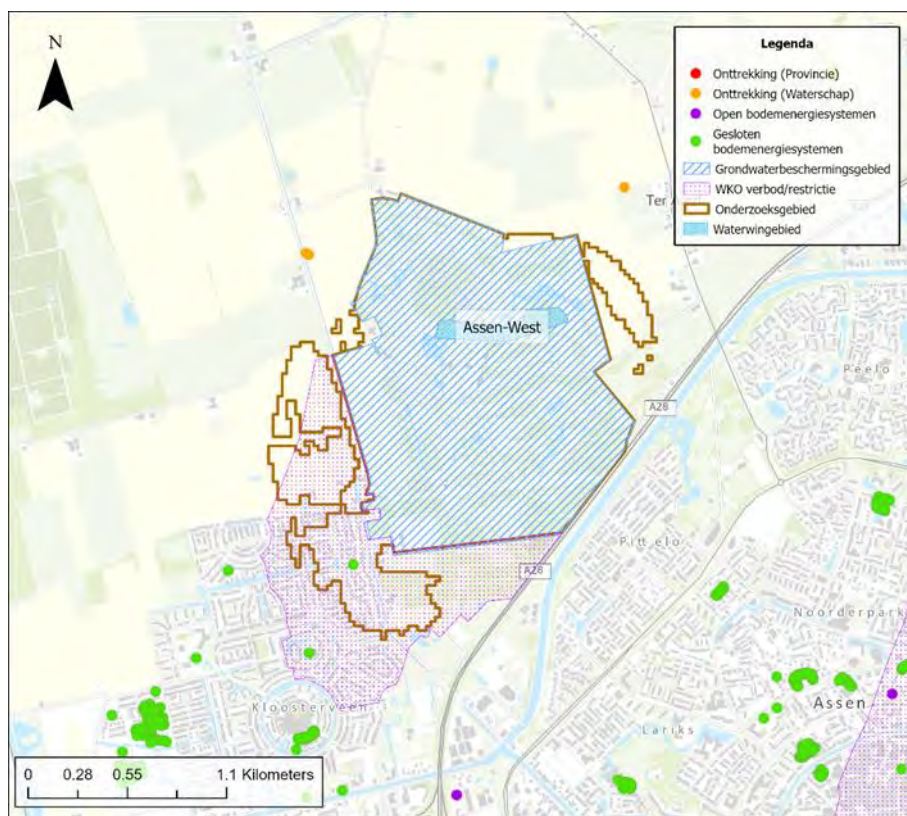 N
Legenda
Onttrekking (Provincie)
Onttrekking (Waterschap)
Open bodemenergiesystemen
Gesloten
bodemenergiesystemen
Grondwaterbeschermingsgebied
WKO verbod/restrictie
Onderzoeksgebied
Waterwingebied
Ter
Assen-West
Peelo
A28
Pittelo
A28
Noorderpark
Kloosterveen
Assen
Lariks
0 0.28 0.55 1.1 Kilometers